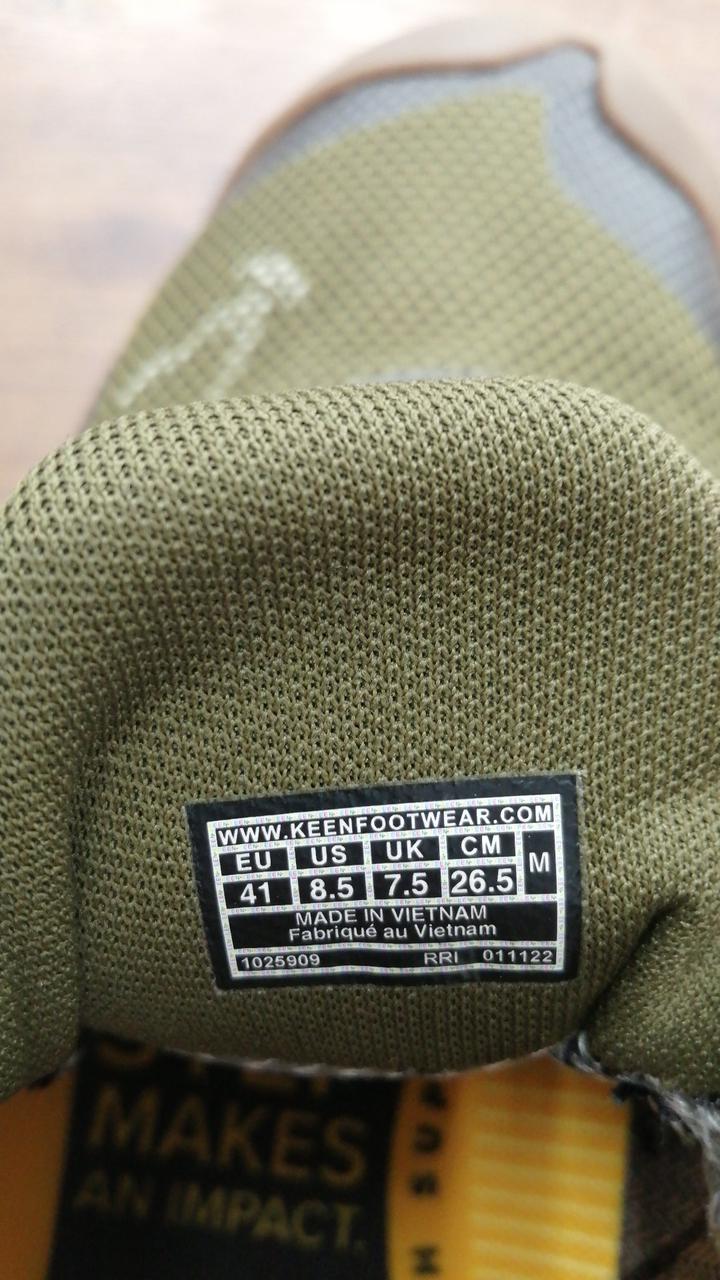 WWW.KEENFOOTWEAR.COM
EU US UK CM M
41 8.5 7.5 26.5
MADE IN VIETNAM
Fabriqué au Vietnam
1025909 RRI 011122
MAKES
AN IMPACT.